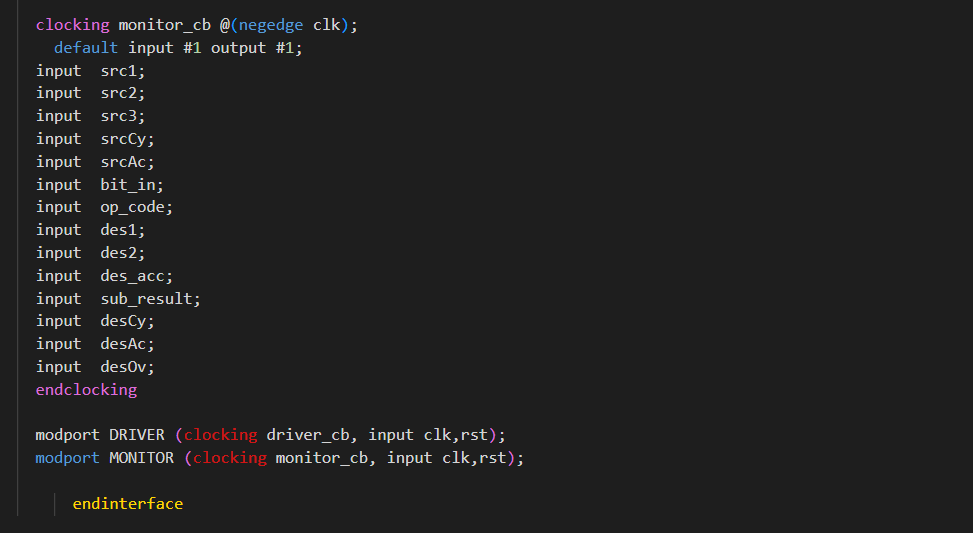 clocking monitor_cb @(negedge clk);
default input #1 output #1;
input  src1;
input  src2;
input  src3;
input  srcCy;
input  srcAc;
input  bit_in;
input  op_code;
input  des1;
input  des2;
input  des_acc;
input  sub_result;
input  desCy;
input  desAc;
input  desOv;
endclocking
modport DRIVER (clocking driver_cb, input clk,rst);
modport MONITOR (clocking monitor_cb, input clk,rst);
endinterface